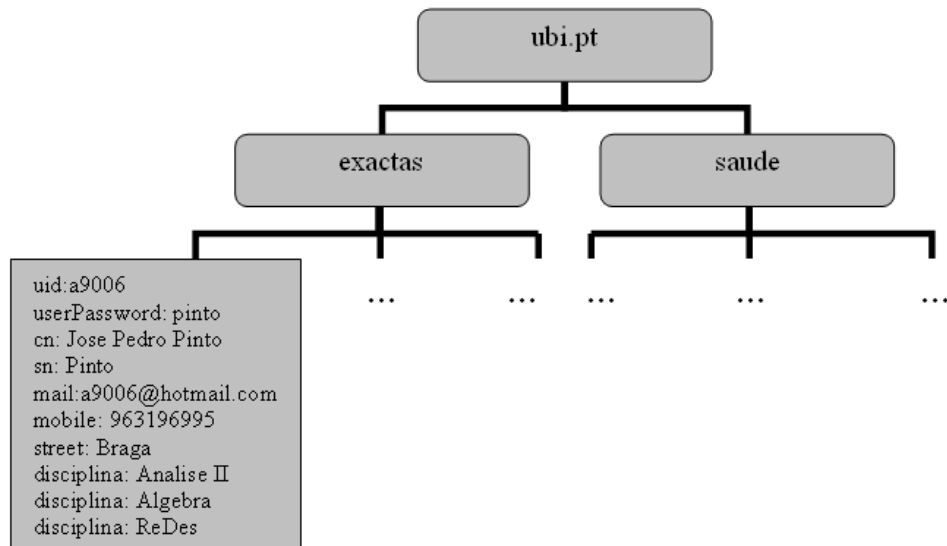 ubi.pt
exactas
saude
uid:a9006
userPassword: pinto
cn: Jose Pedro Pinto
sn: Pinto
mail:a9006@hotmail.com
mobile: 963196995
street: Braga
disciplina: Analise II
disciplina: Algebra
disciplina: ReDes
... ... ... ... ...